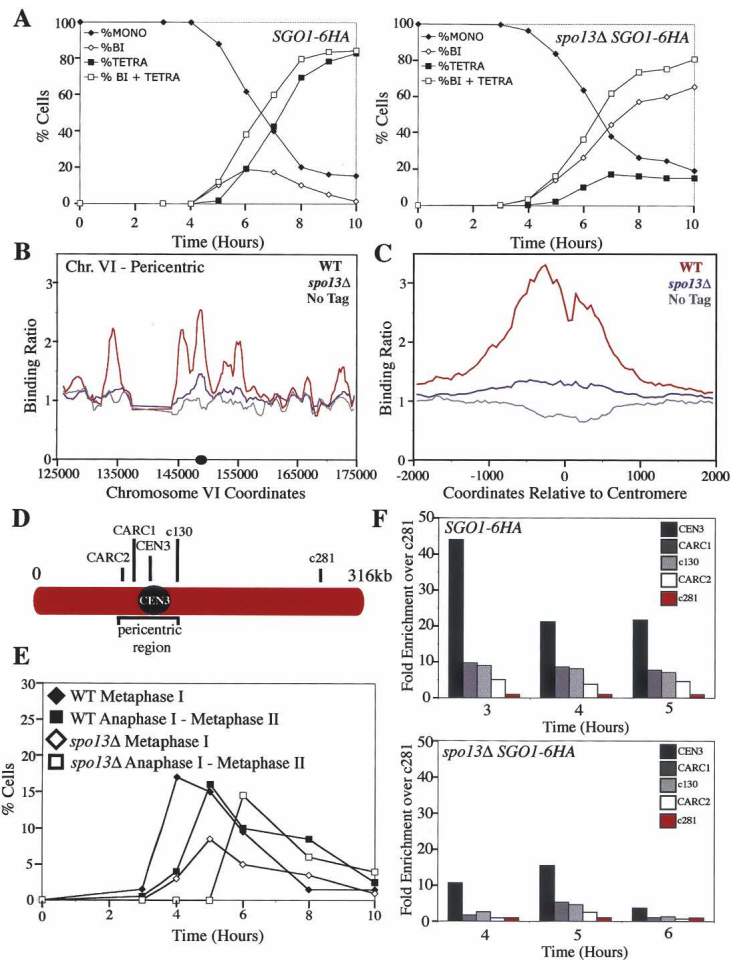 A
SGO1-6HA
%MONO
%BI
%TETRA
% BI + TETRA
% Cells
100
80
60
40
20
0
0 2 4 6 8 10
Time (Hours)
spo13Δ SGO1-6HA
%MONO
%BI
%TETRA
% BI + TETRA
% Cells
100
80
60
40
20
0
0 2 4 6 8 10
Time (Hours)
B
Chr. VI - Pericentric
WT
spo13Δ
No Tag
Binding Ratio
3
2
1
0
125000 135000 145000 155000 165000 175000
Chromosome VI Coordinates
C
WT
spo13Δ
No Tag
Binding Ratio
3
2
1
0
-2000 -1000 0 1000 2000
Coordinates Relative to Centromere
D
CARC1
CEN3 c130
CARC2 c281
0 316kb
CEN3
pericentric
region
E
WT Metaphase I
WT Anaphase I - Metaphase II
spo13Δ Metaphase I
spo13Δ Anaphase I - Metaphase II
% Cells
30
25
20
15
10
5
0
0 2 4 6 8 10
Time (Hours)
F
SGO1-6HA
CEN3
CARC1
c130
CARC2
c281
Fold Enrichment over c281
50
40
30
20
10
0
3 4 5
Time (Hours)
spo13Δ SGO1-6HA
CEN3
CARC1
c130
CARC2
c281
Fold Enrichment over c281
50
40
30
20
10
0
4 5 6
Time (Hours)